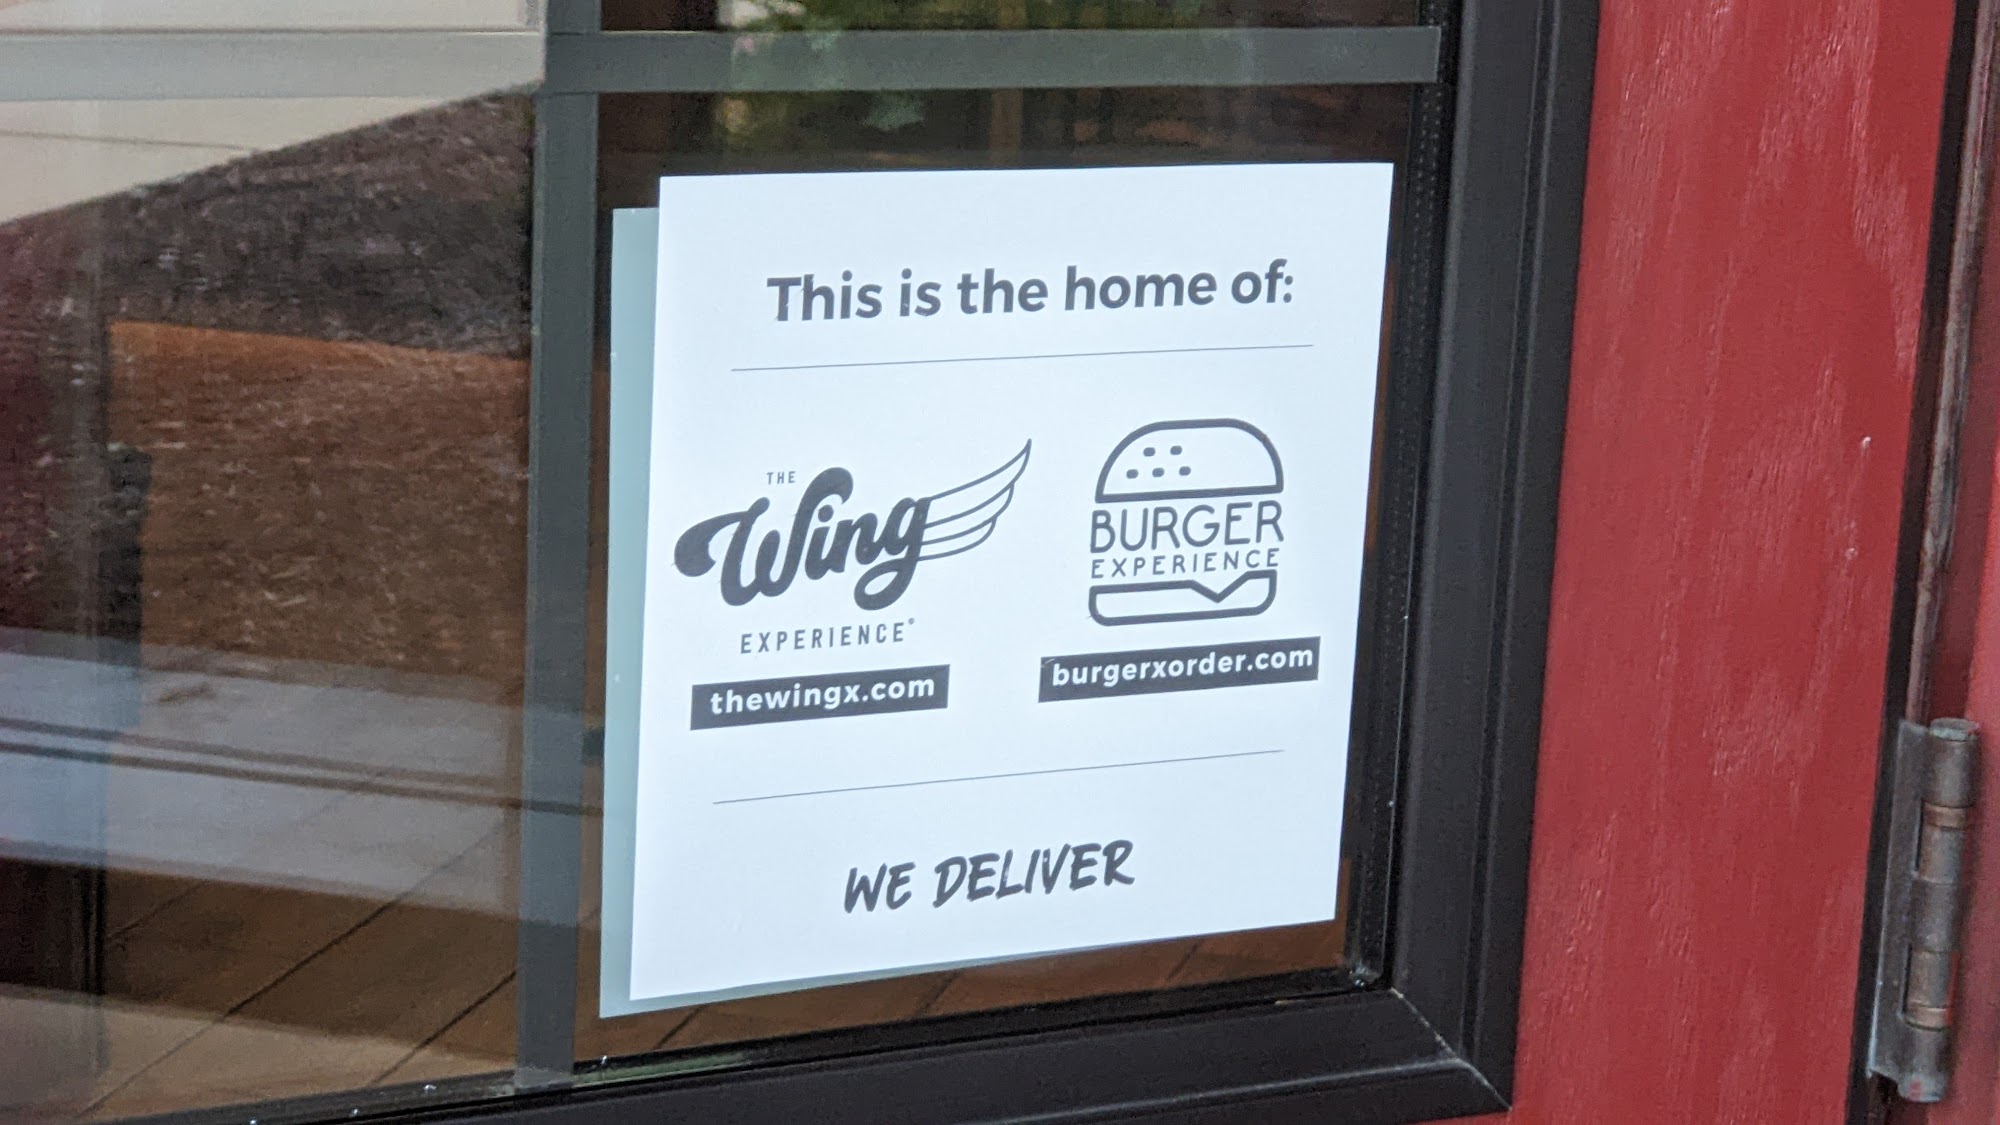 This is the home of:
THE
Wing
EXPERIENCE®
thewingx.com
BURGER
EXPERIENCE
burgerxorder.com
WE DELIVER